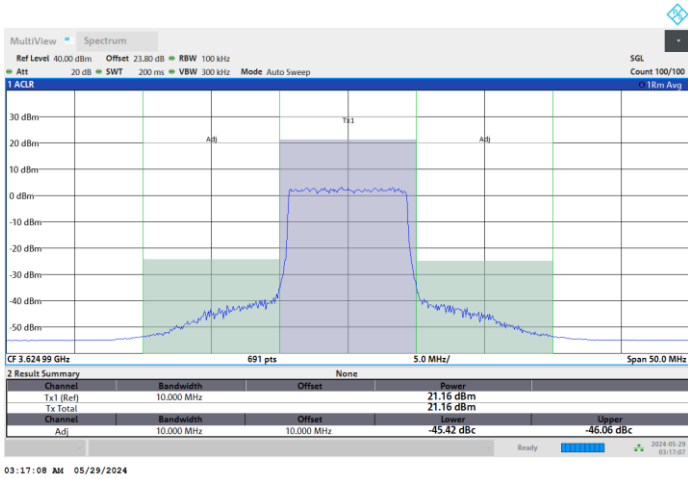 MultiView Spectrum
Ref Level 40.00 dBm Offset 23.80 dB RBW 100 kHz SGL
Att 20 dB SWT 200 ms VBW 300 kHz Mode Auto Sweep Count 100/100
1 ACLR 1Rm Avg
30 dBm
Tx1
Adj Adj
20 dBm
10 dBm
0 dBm
-10 dBm
-20 dBm
-30 dBm
-40 dBm
-50 dBm
CF 3.624 99 GHz 691 pts 5.0 MHz/ Span 50.0 MHz
2 Result Summary None
Channel Bandwidth Offset Power
Tx1 (Ref) 10.000 MHz 21.16 dBm
Tx Total 21.16 dBm
Channel Bandwidth Offset Lower Upper
Adj 10.000 MHz 10.000 MHz -45.42 dBc -46.06 dBc
Ready 2024-05-29
03:17:07
03:17:08 AM 05/29/2024